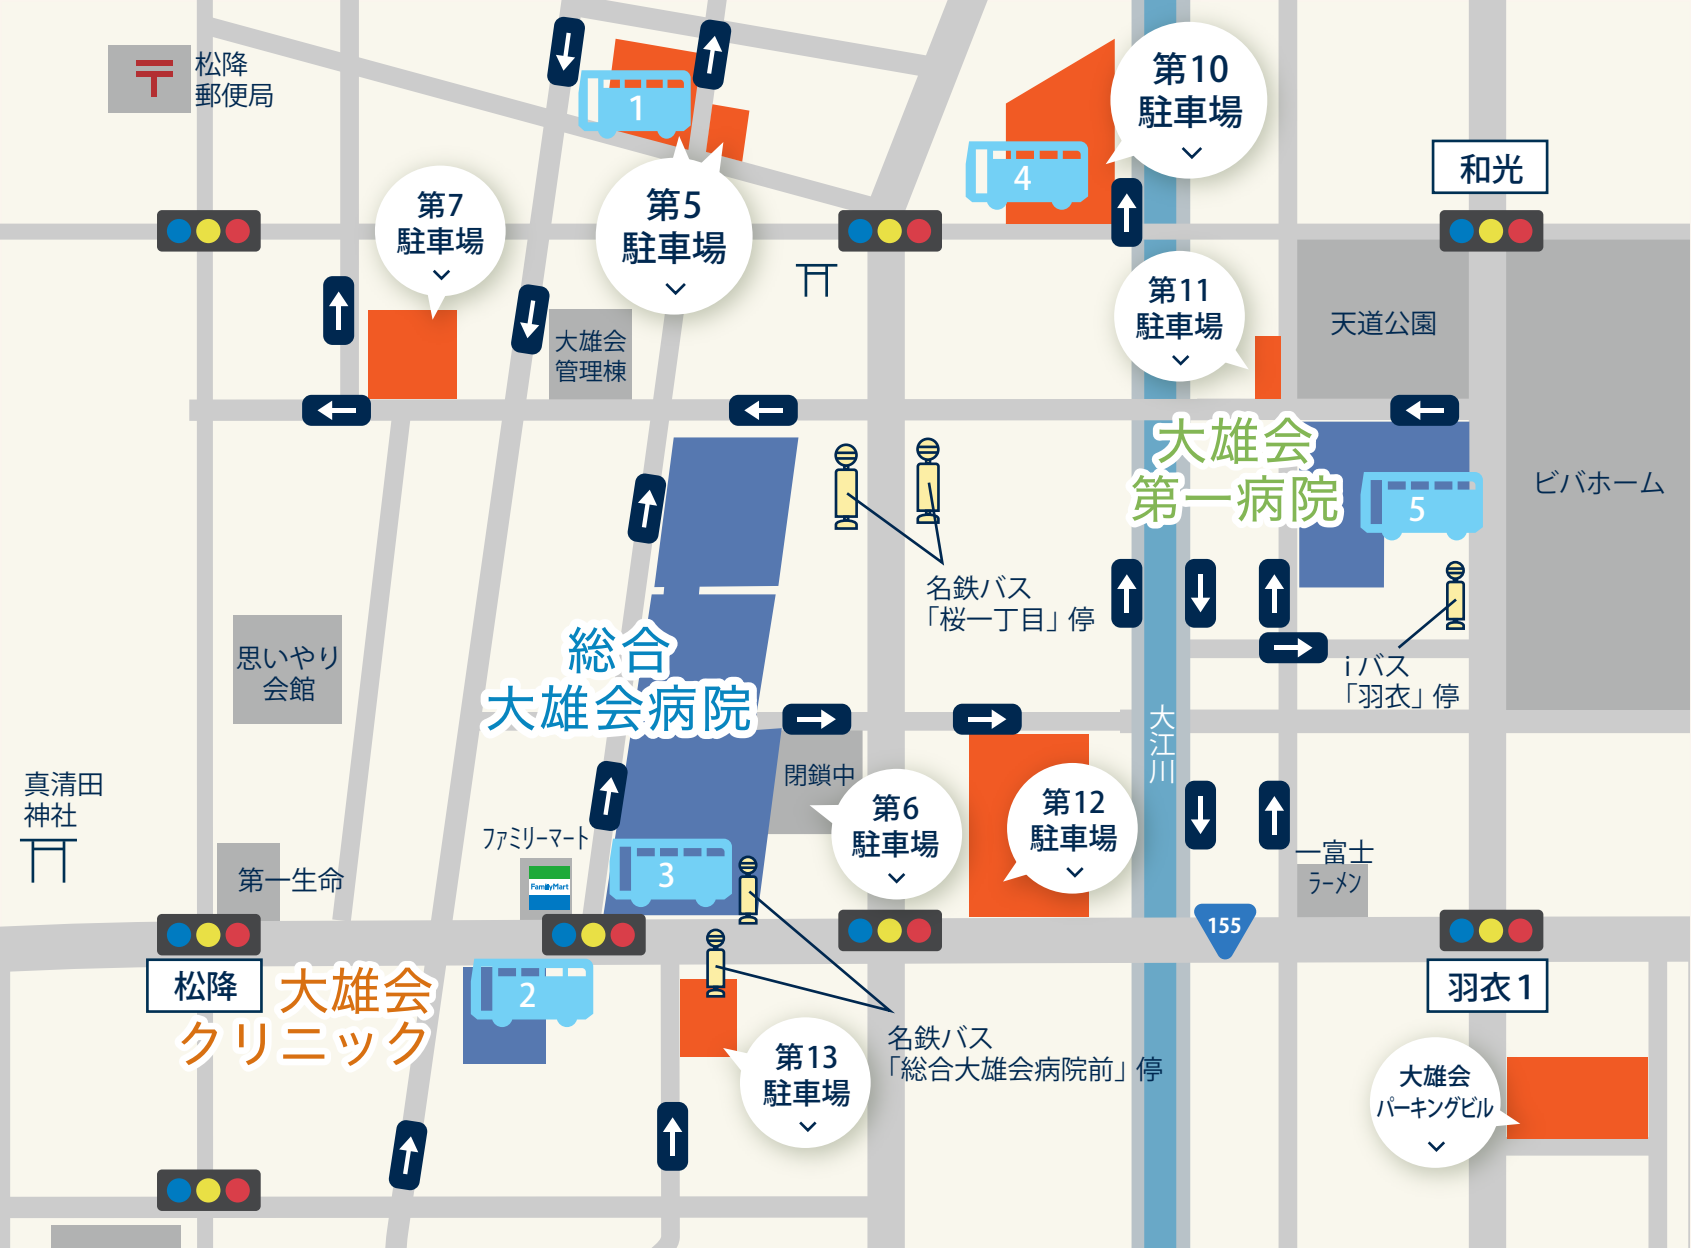 松降
郵便局
1
第10
駐車場
4
和光
第7
駐車場
第5
駐車場
第11
駐車場
大雄会
管理棟
天道公園
大雄会
第一病院
5
ビバホーム
名鉄バス
「桜一丁目」停
思いやり
会館
総合
大雄会病院
i バス
「羽衣」停
大江川
真清田
神社
閉鎖中
第6
駐車場
第12
駐車場
ファミリーマート
FamilyMart
3
第一生命
一富士
ラーメン
155
松降
大雄会
クリニック
2
羽衣1
名鉄バス
「総合大雄会病院前」停
第13
駐車場
大雄会
パーキングビル